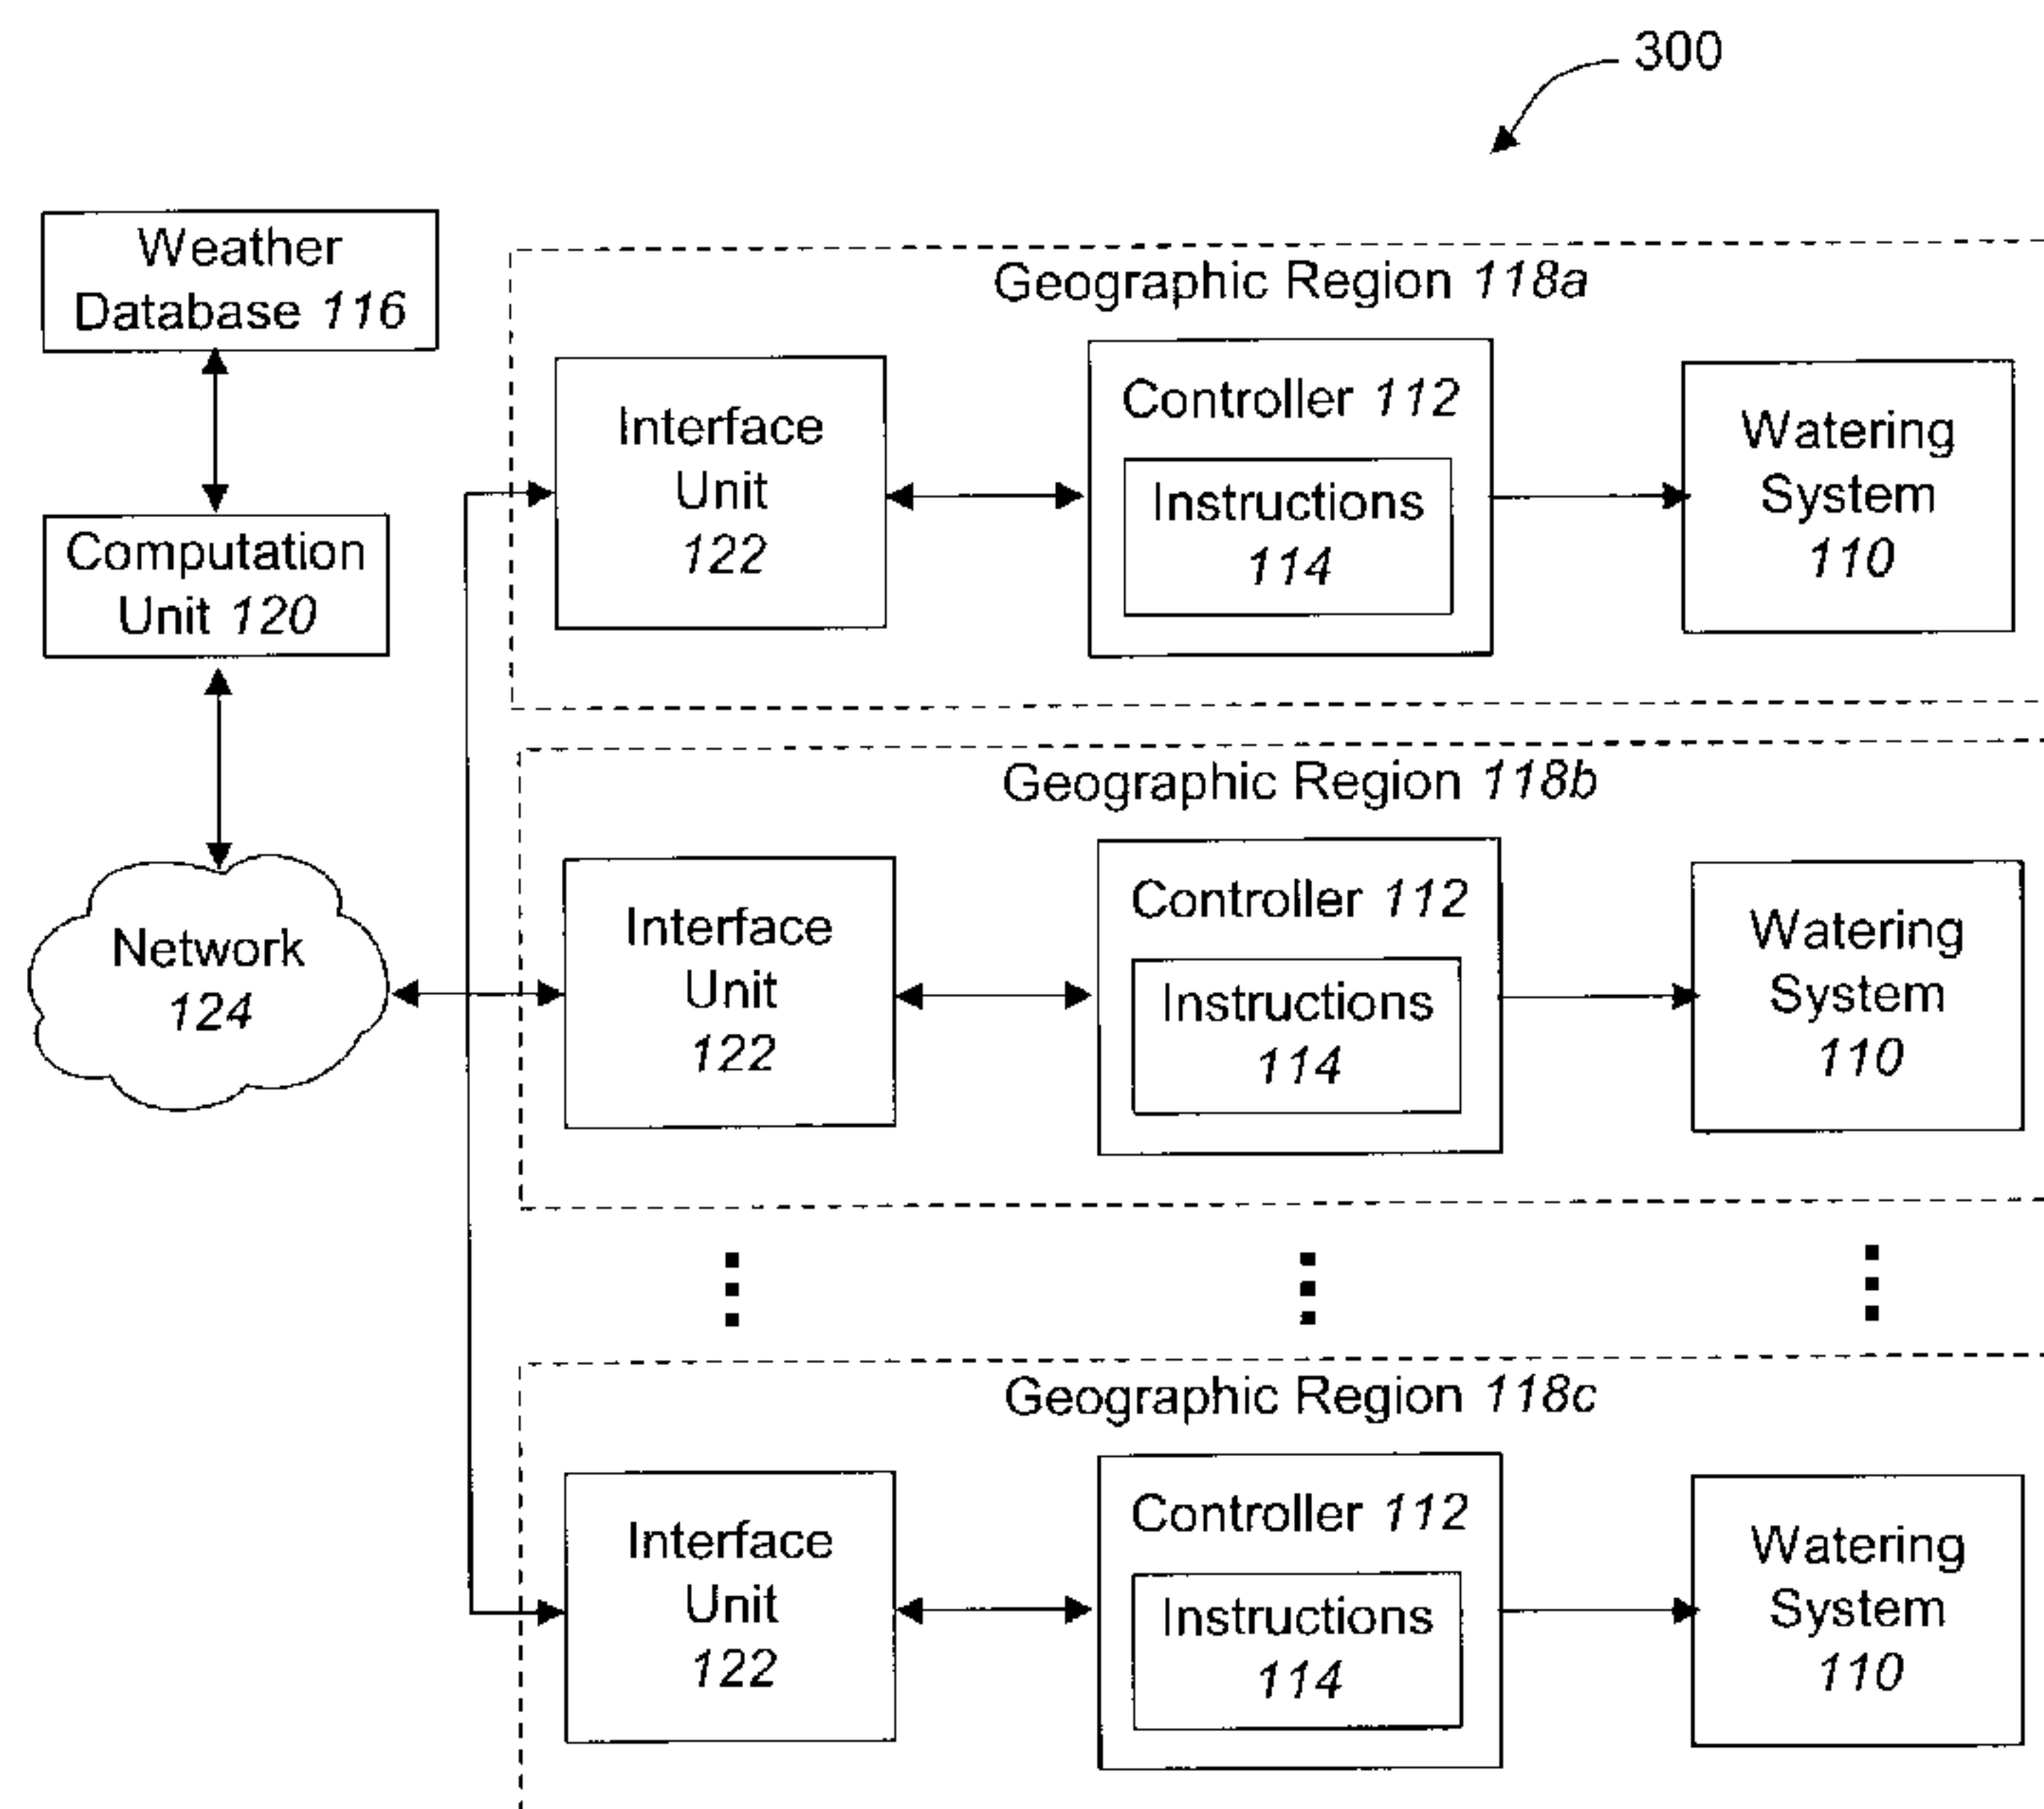 300
Weather
Database 116
Computation
Unit 120
Network
124
Geographic Region 118a
Interface
Unit
122
Controller 112
Instructions
114
Watering
System
110
Geographic Region 118b
Interface
Unit
122
Controller 112
Instructions
114
Watering
System
110
Geographic Region 118c
Interface
Unit
122
Controller 112
Instructions
114
Watering
System
110